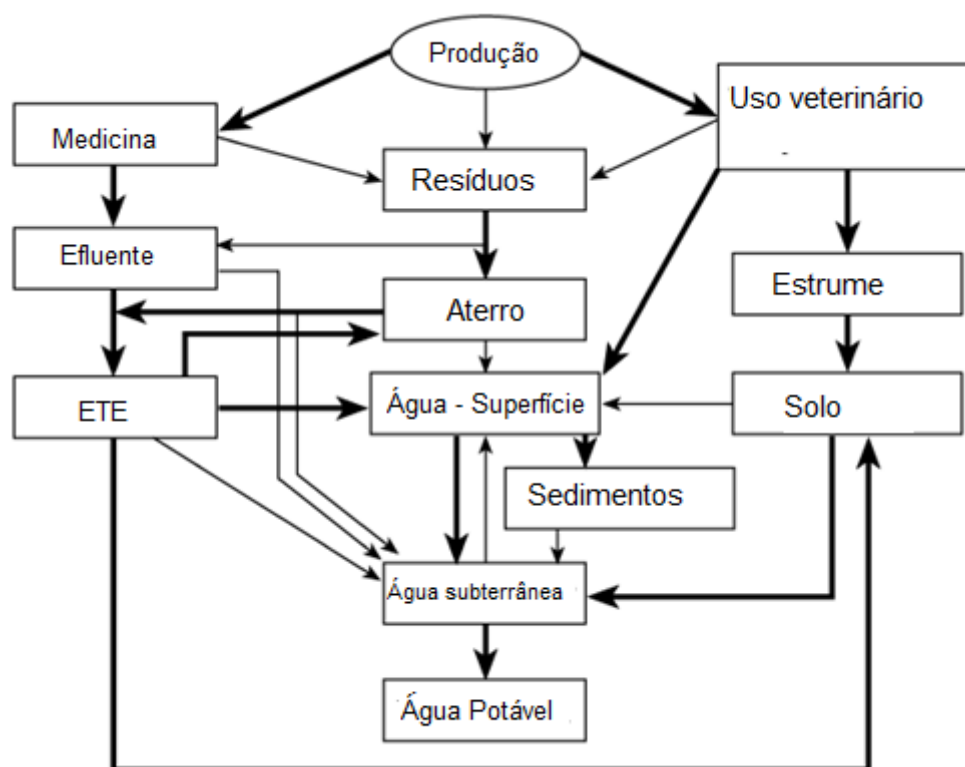 Produção
Uso veterinário
-
Medicina
Resíduos
Efluente
Estrume
Aterro
ETE
Água - Superfície
Solo
Sedimentos
Água subterrânea
Água Potável